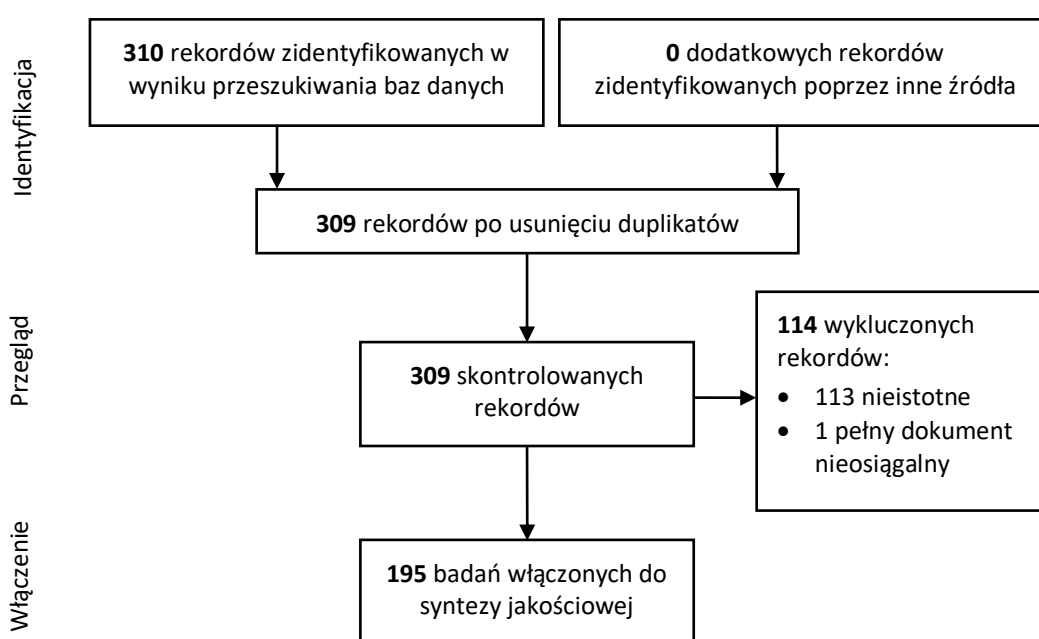 Identyfikacja
310 rekordów zidentyfikowanych w
wyniku przeszukiwania baz danych
0 dodatkowych rekordów
zidentyfikowanych poprzez inne źródła
309 rekordów po usunięciu duplikatów
Przegląd
309 skontrolowanych
rekordów
114 wykluczonych
rekordów:
• 113 nieistotne
• 1 pełny dokument
nieosiągalny
Włączenie
195 badań włączonych do
syntezy jakościowej